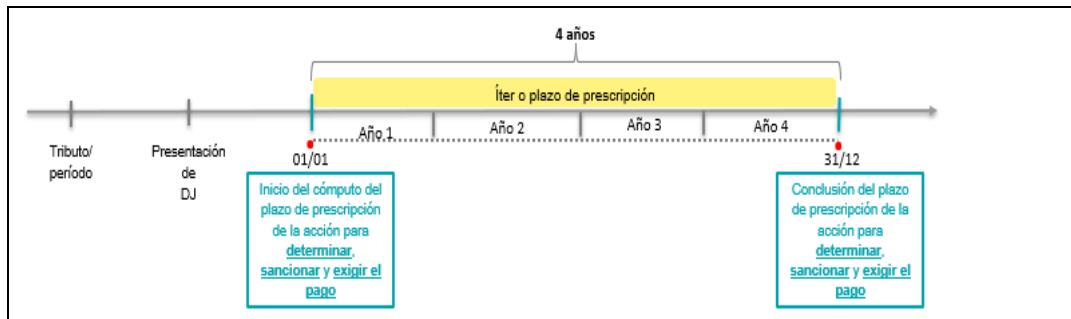 4 años
Íter o plazo de prescripción
Año 1
Año 2
Año 3
Año 4
Tributo/
período
Presentación
de
DJ
01/01
31/12
Inicio del cómputo del
plazo de prescripción
de la acción para
determinar,
sancionar y exigir el
pago
Conclusión del plazo
de prescripción de la
acción para
determinar,
sancionar y exigir el
pago